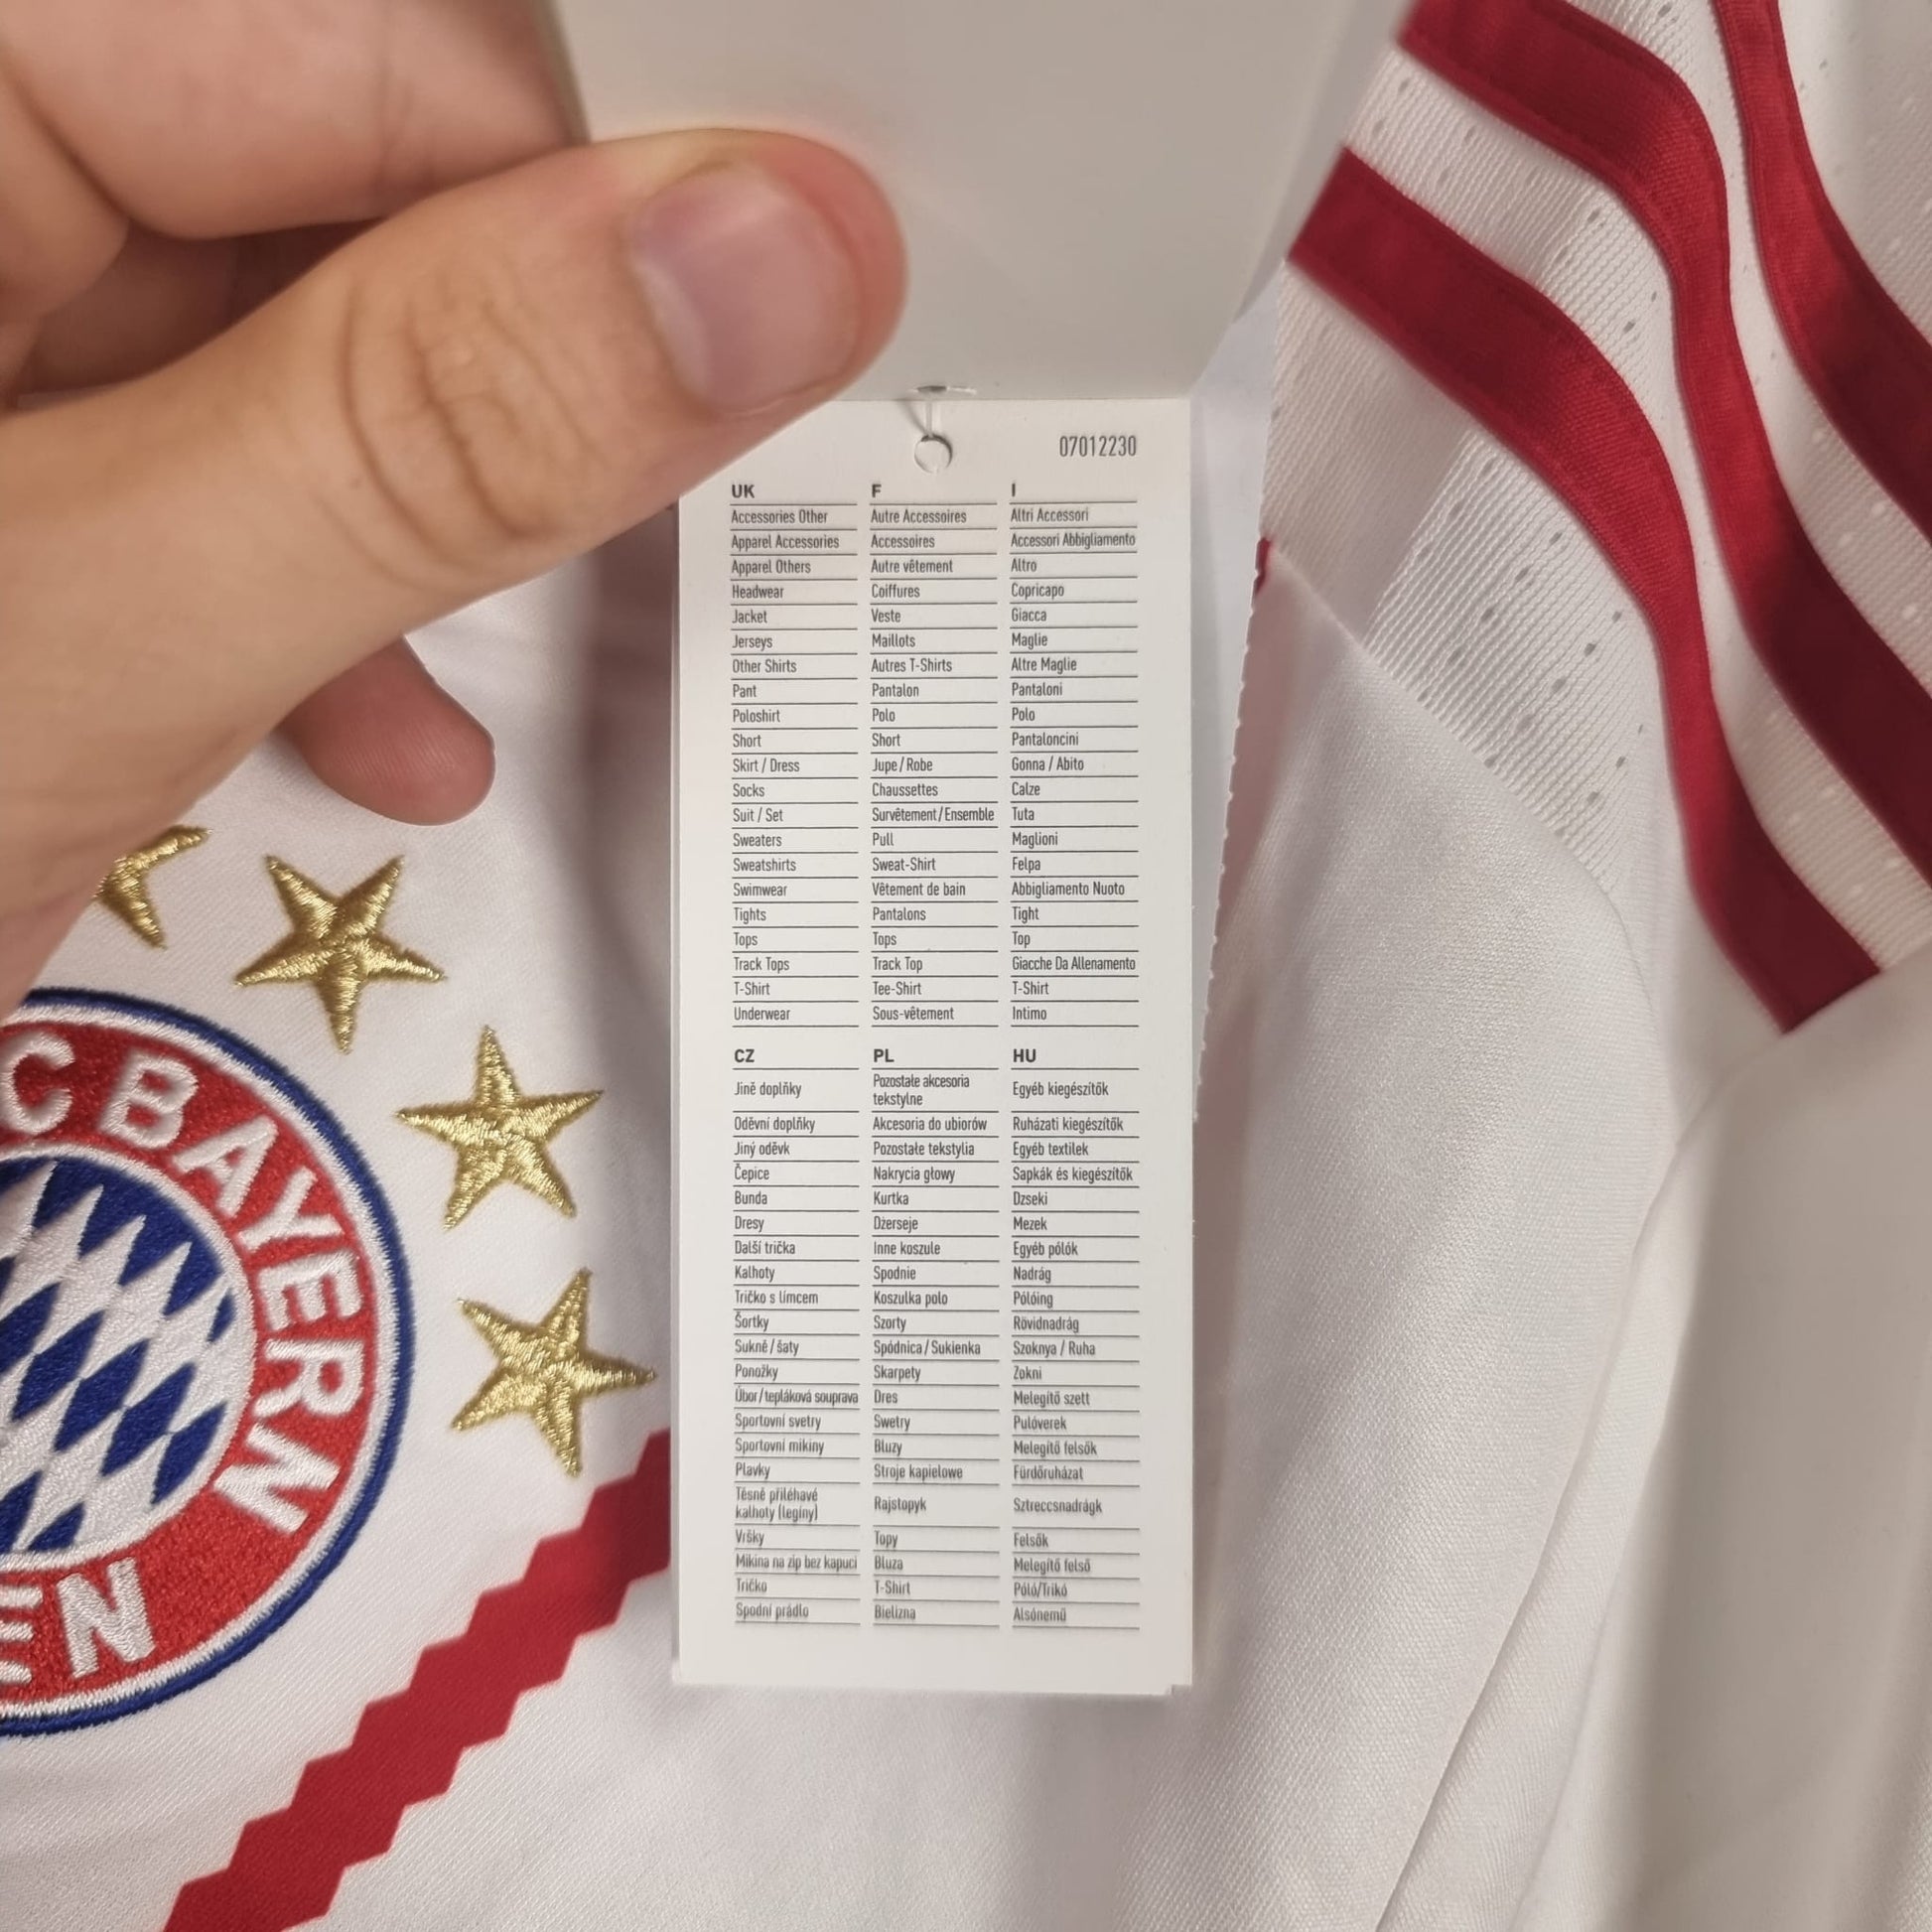 07012230
UK F I
Accessories Other Autre Accessoires Altri Accessori
Apparel Accessories Accessoires Accessori Abbigliamento
Apparel Others Autre vêtement Altro
Headwear Coiffures Copricapo
Jacket Veste Giacca
Jerseys Maillots Maglie
Other Shirts Autres T-Shirts Altre Maglie
Pant Pantalon Pantaloni
Poloshirt Polo Polo
Short Short Pantaloncini
Skirt / Dress Jupe / Robe Gonna / Abito
Socks Chaussettes Calze
Suit / Set Survêtement / Ensemble Tuta
Sweaters Pull Maglioni
Sweatshirts Sweat-Shirt Felpa
Swimwear Vêtement de bain Abbigliamento Nuoto
Tights Pantalons Tight
Tops Tops Top
Track Tops Track Top Giacche Da Allenamento
T-Shirt Tee-Shirt T-Shirt
Underwear Sous-vêtement Intimo
CZ PL HU
Jině doplňky Pozostałe akcesoria tekstylne Egyéb kiegészítők
Oděvní doplňky Akcesoria do ubiorów Ruházati kiegészítők
Jiný oděvk Pozostałe tekstylia Egyéb textilek
Čepice Nakrycia głowy Sapkák és kiegészítők
Bunda Kurtka Dzseki
Dresy Dżerseje Mezek
Další trička Inne koszule Egyéb pólók
Kalhoty Spodnie Nadrág
Tričko s límcem Koszulka polo Pólóing
Šortky Szorty Rövidnadrág
Sukně / šaty Spódnica / Sukienka Szoknya / Ruha
Ponožky Skarpety Zokni
Úbor / tepláková souprava Dres Melegítő szett
Sportovní svetry Swetry Pulóverek
Sportovní mikiny Bluzy Melegítő felsők
Plavky Stroje kąpielowe Fürdőruházat
Těsně přiléhavé kalhoty (legíny) Rajstopyk Sztreccsnadrágk
Vršky Topy Felsők
Mikina na zip bez kapuci Bluza Melegítő felső
Tričko T-Shirt Póló/Trikó
Spodní prádlo Bielizna Alsónemű
C BAYERN
EN